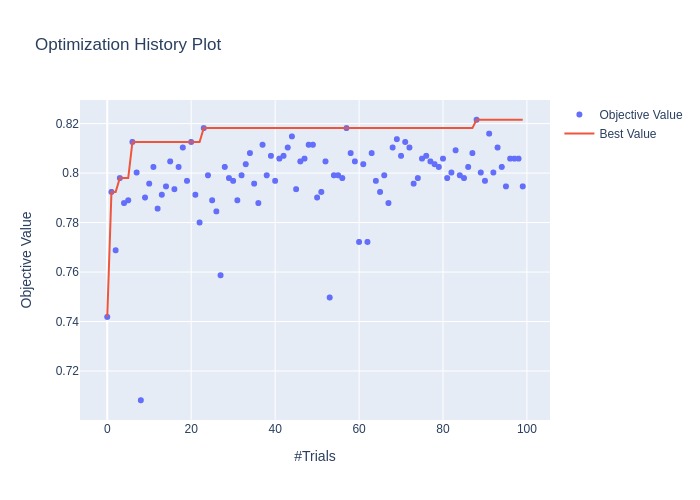 Optimization History Plot
Objective Value
Best Value
0.82
0.8
0.78
0.76
0.74
0.72
Objective Value
0
20
40
60
80
100
#Trials